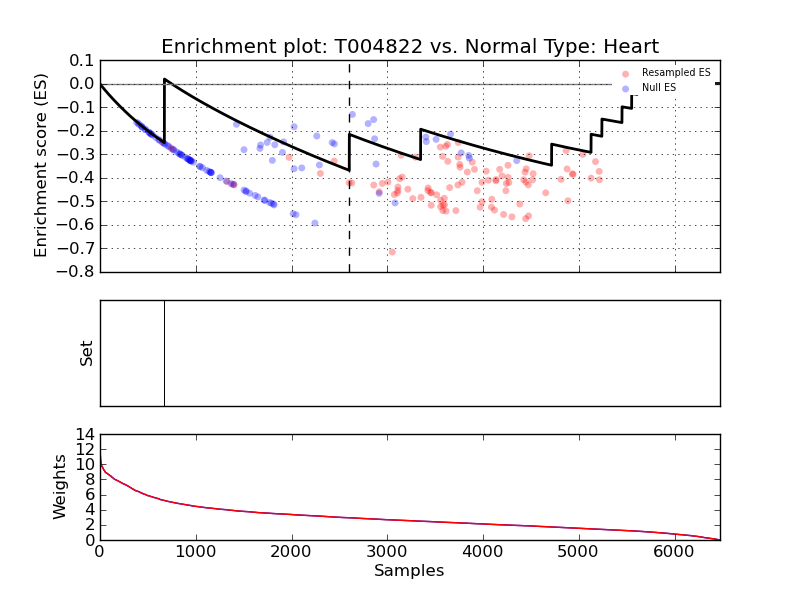 Enrichment plot: T004822 vs. Normal Type: Heart
Enrichment score (ES)
0.1
0.0
−0.1
−0.2
−0.3
−0.4
−0.5
−0.6
−0.7
−0.8
Resampled ES
Null ES
Set
Weights
14
12
10
8
6
4
2
0
0 1000 2000 3000 4000 5000 6000
Samples